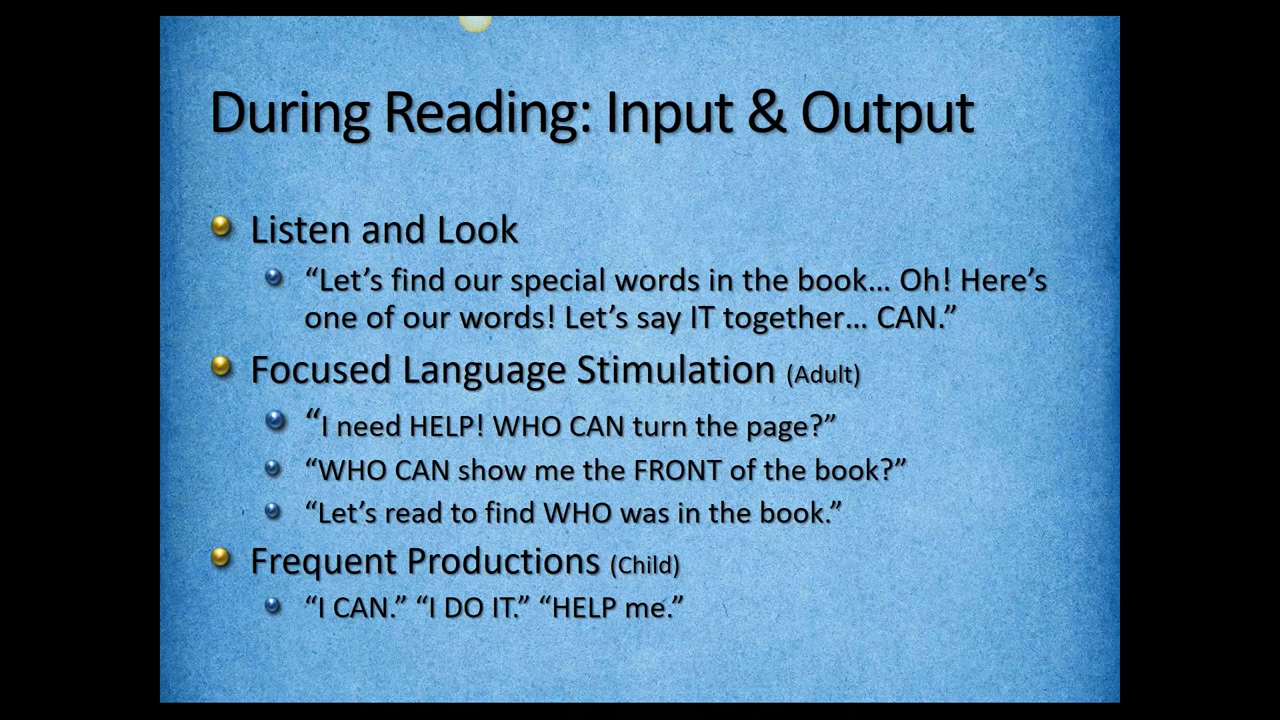 During Reading: Input & Output
Listen and Look
“Let’s find our special words in the book… Oh! Here’s
one of our words! Let’s say IT together… CAN.”
Focused Language Stimulation (Adult)
“I need HELP! WHO CAN turn the page?”
“WHO CAN show me the FRONT of the book?”
“Let’s read to find WHO was in the book.”
Frequent Productions (Child)
“I CAN.” “I DO IT.” “HELP me.”